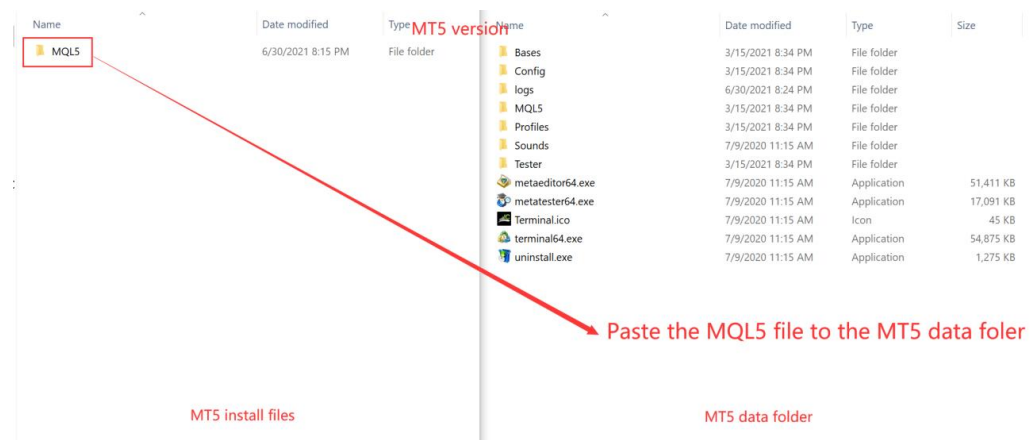 Name Date modified Type MT5 version Name Date modified Type Size
MQL5 6/30/2021 8:15 PM File folder
Bases 3/15/2021 8:34 PM File folder
Config 3/15/2021 8:34 PM File folder
logs 6/30/2021 8:24 PM File folder
MQL5 3/15/2021 8:34 PM File folder
Profiles 3/15/2021 8:34 PM File folder
Sounds 7/9/2020 11:15 AM File folder
Tester 3/15/2021 8:34 PM File folder
metaeditor64.exe 7/9/2020 11:15 AM Application 51,411 KB
metatester64.exe 7/9/2020 11:15 AM Application 17,091 KB
Terminal.ico 7/9/2020 11:15 AM Icon 45 KB
terminal64.exe 7/9/2020 11:15 AM Application 54,875 KB
uninstall.exe 7/9/2020 11:15 AM Application 1,275 KB
Paste the MQL5 file to the MT5 data foler
MT5 install files
MT5 data folder